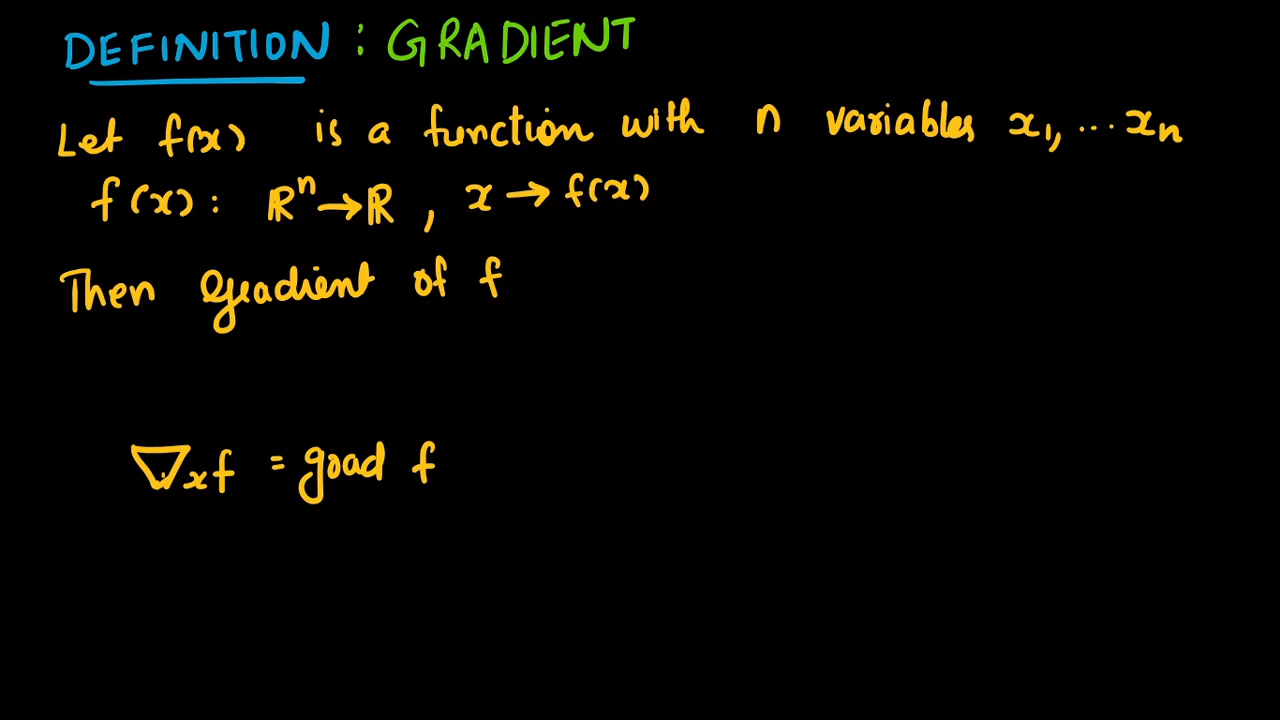 DEFINITION : GRADIENT
Let f(x) is a function with n variables x₁, ... xₙ
f(x) : ℝⁿ → ℝ , x → f(x)
Then Gradient of f
∇ₓf = grad f